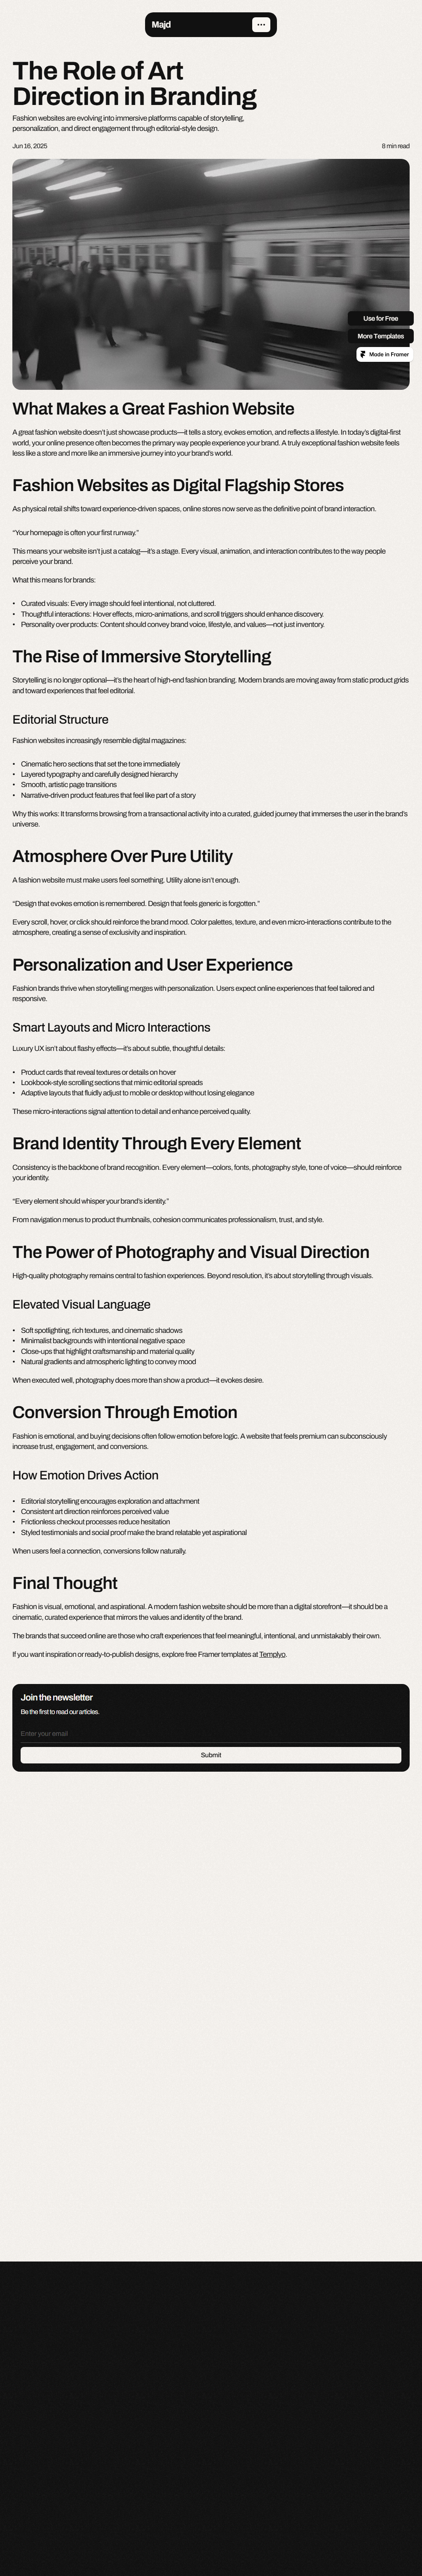 Majd
The Role of Art
Direction in Branding
Fashion websites are evolving into immersive platforms capable of storytelling,
personalization, and direct engagement through editorial-style design.
Jun 16, 2025
8 min read
Use for Free
More Templates
Made in Framer
What Makes a Great Fashion Website
A great fashion website doesn't just showcase products—it tells a story, evokes emotion, and reflects a lifestyle. In today's digital-first
world, your online presence often becomes the primary way people experience your brand. A truly exceptional fashion website feels
less like a store and more like an immersive journey into your brand's world.
Fashion Websites as Digital Flagship Stores
As physical retail shifts toward experience-driven spaces, online stores now serve as the definitive point of brand interaction.
“Your homepage is often your first runway.”
This means your website isn't just a catalog—it's a stage. Every visual, animation, and interaction contributes to the way people
perceive your brand.
What this means for brands:
• Curated visuals: Every image should feel intentional, not cluttered.
• Thoughtful interactions: Hover effects, micro-animations, and scroll triggers should enhance discovery.
• Personality over products: Content should convey brand voice, lifestyle, and values—not just inventory.
The Rise of Immersive Storytelling
Storytelling is no longer optional—it's the heart of high-end fashion branding. Modern brands are moving away from static product grids
and toward experiences that feel editorial.
Editorial Structure
Fashion websites increasingly resemble digital magazines:
• Cinematic hero sections that set the tone immediately
• Layered typography and carefully designed hierarchy
• Smooth, artistic page transitions
• Narrative-driven product features that feel like part of a story
Why this works: It transforms browsing from a transactional activity into a curated, guided journey that immerses the user in the brand's
universe.
Atmosphere Over Pure Utility
A fashion website must make users feel something. Utility alone isn't enough.
“Design that evokes emotion is remembered. Design that feels generic is forgotten.”
Every scroll, hover, or click should reinforce the brand mood. Color palettes, texture, and even micro-interactions contribute to the
atmosphere, creating a sense of exclusivity and inspiration.
Personalization and User Experience
Fashion brands thrive when storytelling merges with personalization. Users expect online experiences that feel tailored and
responsive.
Smart Layouts and Micro Interactions
Luxury UX isn't about flashy effects—it's about subtle, thoughtful details:
• Product cards that reveal textures or details on hover
• Lookbook-style scrolling sections that mimic editorial spreads
• Adaptive layouts that fluidly adjust to mobile or desktop without losing elegance
These micro-interactions signal attention to detail and enhance perceived quality.
Brand Identity Through Every Element
Consistency is the backbone of brand recognition. Every element—colors, fonts, photography style, tone of voice—should reinforce
your identity.
“Every element should whisper your brand's identity.”
From navigation menus to product thumbnails, cohesion communicates professionalism, trust, and style.
The Power of Photography and Visual Direction
High-quality photography remains central to fashion experiences. Beyond resolution, it's about storytelling through visuals.
Elevated Visual Language
• Soft spotlighting, rich textures, and cinematic shadows
• Minimalist backgrounds with intentional negative space
• Close-ups that highlight craftsmanship and material quality
• Natural gradients and atmospheric lighting to convey mood
When executed well, photography does more than show a product—it evokes desire.
Conversion Through Emotion
Fashion is emotional, and buying decisions often follow emotion before logic. A website that feels premium can subconsciously
increase trust, engagement, and conversions.
How Emotion Drives Action
• Editorial storytelling encourages exploration and attachment
• Consistent art direction reinforces perceived value
• Frictionless checkout processes reduce hesitation
• Styled testimonials and social proof make the brand relatable yet aspirational
When users feel a connection, conversions follow naturally.
Final Thought
Fashion is visual, emotional, and aspirational. A modern fashion website should be more than a digital storefront—it should be a
cinematic, curated experience that mirrors the values and identity of the brand.
The brands that succeed online are those who craft experiences that feel meaningful, intentional, and unmistakably their own.
If you want inspiration or ready-to-publish designs, explore free Framer templates at Templyo.
Join the newsletter
Be the first to read our articles.
Enter your email
Submit